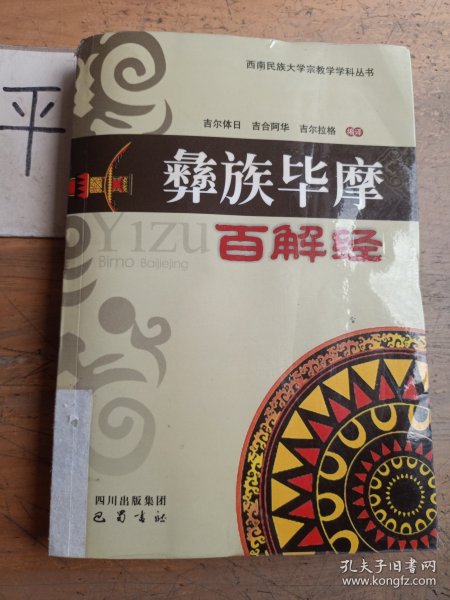 平
西南民族大学宗教学学科丛书
吉尔体日 吉合阿华 吉尔拉格 编译
彝族毕摩
Yizu
百解经
Bimo Baijiejing
四川出版集团
巴蜀书社
孔夫子旧书网
www.kongfz.com